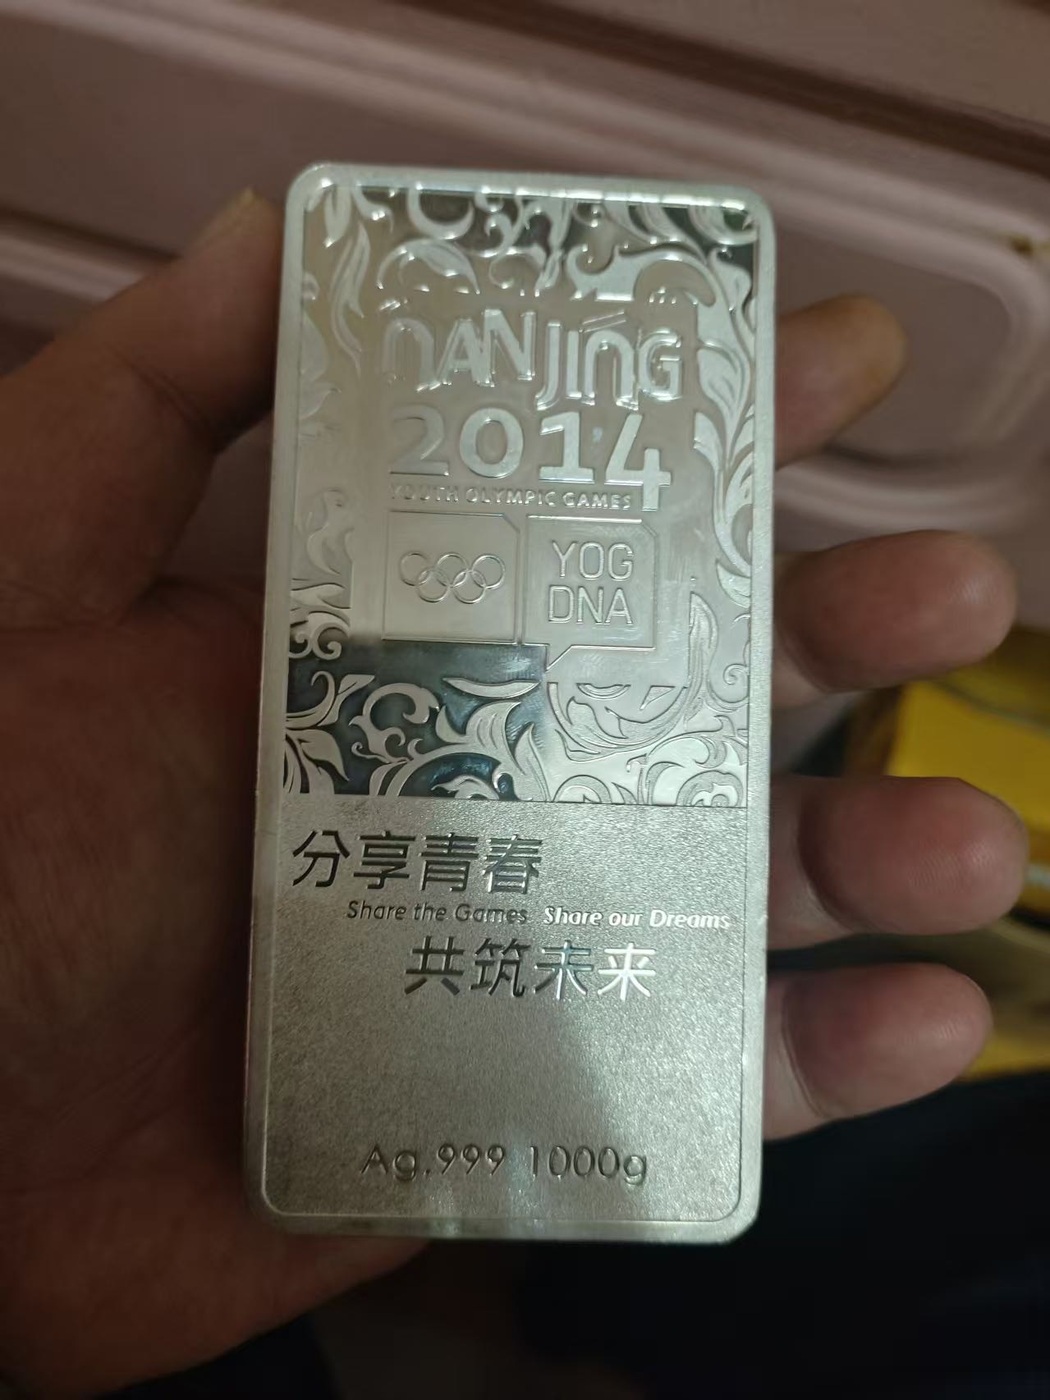 nANJING
2014
YOUTH OLYMPIC GAMES
YOG
DNA
分享青春
Share the Games Share our Dreams
共筑未来
Ag.999 1000g